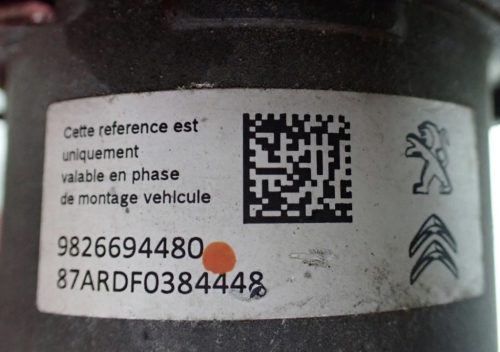 Cette reference est
uniquement
valable en phase
de montage vehicule
9826694480
87ARDF0384448